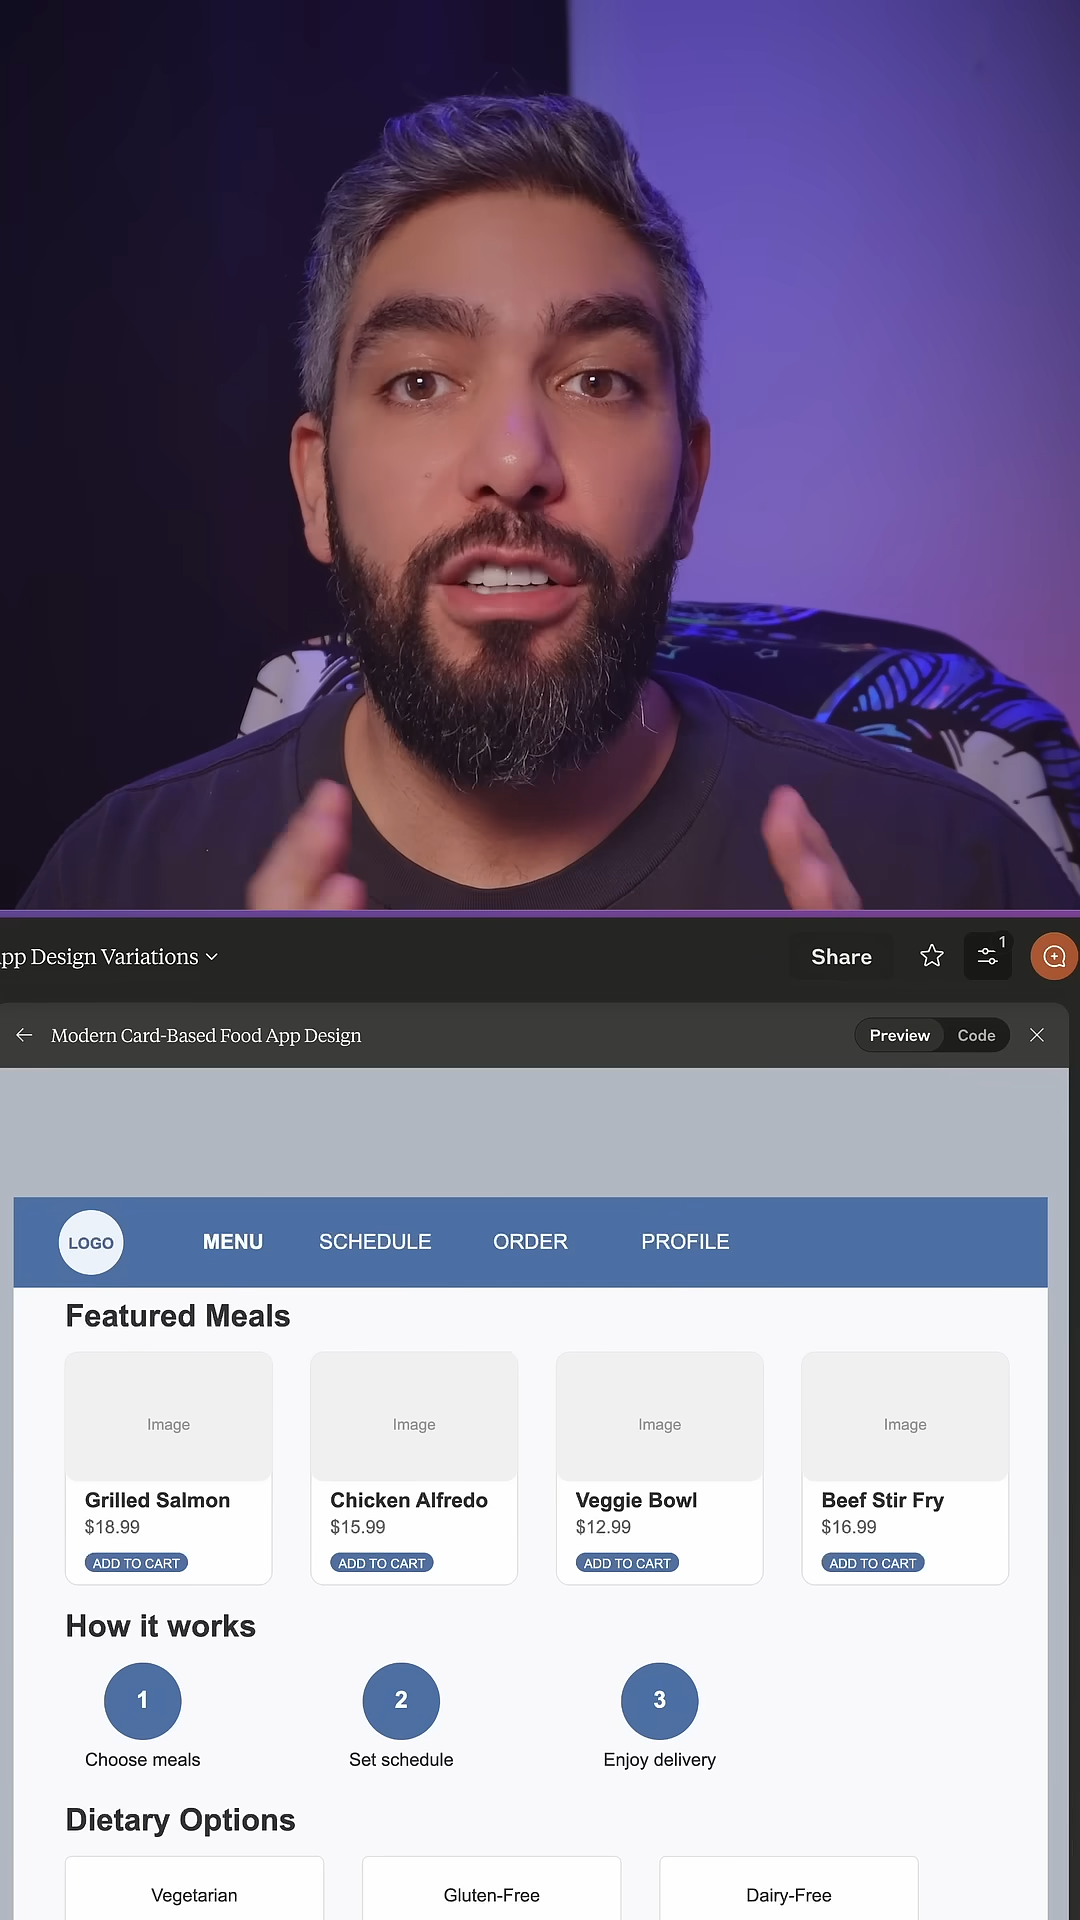 pp Design Variations
Share
1
Modern Card-Based Food App Design
Preview
Code
LOGO
MENU
SCHEDULE
ORDER
PROFILE
Featured Meals
Image
Image
Image
Image
Grilled Salmon
Chicken Alfredo
Veggie Bowl
Beef Stir Fry
$18.99
$15.99
$12.99
$16.99
ADD TO CART
ADD TO CART
ADD TO CART
ADD TO CART
How it works
1
2
3
Choose meals
Set schedule
Enjoy delivery
Dietary Options
Vegetarian
Gluten-Free
Dairy-Free